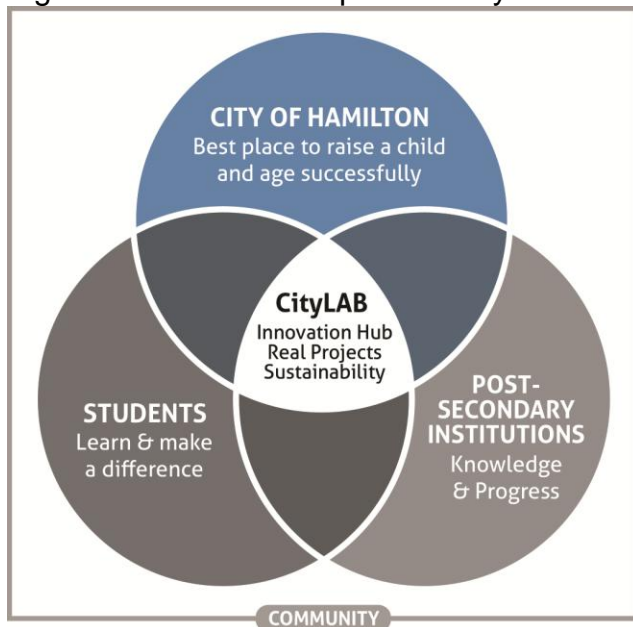 CITY OF HAMILTON
Best place to raise a child
and age successfully
CityLAB
Innovation Hub
Real Projects
Sustainability
STUDENTS
Learn & make
a difference
POST-
SECONDARY
INSTITUTIONS
Knowledge
& Progress
COMMUNITY